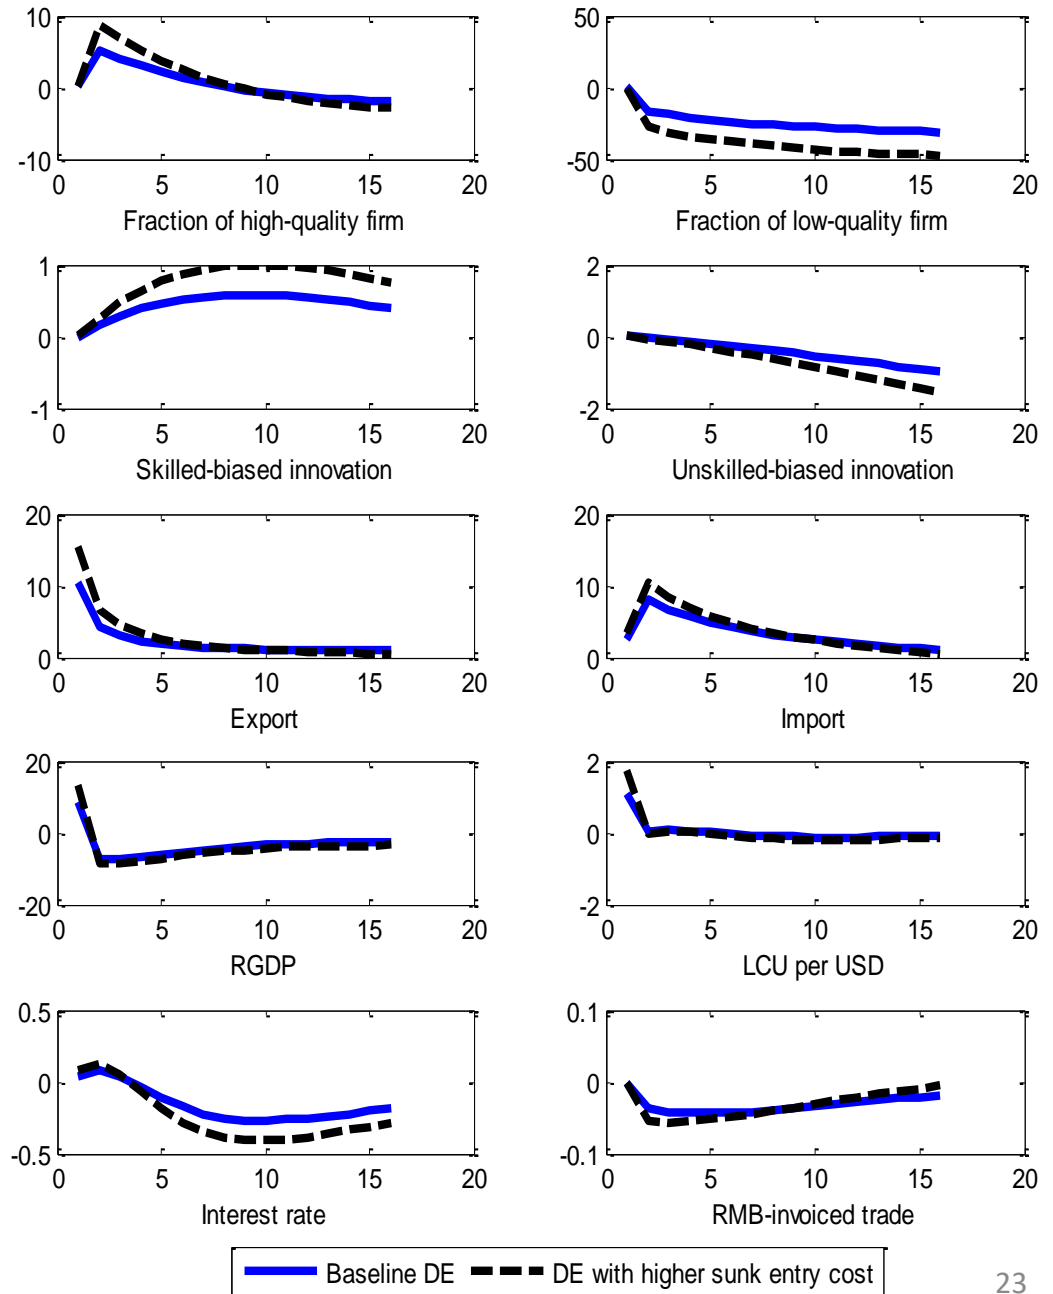 10
0
-10
0 5 10 15 20
Fraction of high-quality firm
50
0
-50
0 5 10 15 20
Fraction of low-quality firm
1
0
-1
0 5 10 15 20
Skilled-biased innovation
2
0
-2
0 5 10 15 20
Unskilled-biased innovation
20
10
0
0 5 10 15 20
Export
20
10
0
0 5 10 15 20
Import
20
0
-20
0 5 10 15 20
RGDP
2
0
-2
0 5 10 15 20
LCU per USD
0.5
0
-0.5
0 5 10 15 20
Interest rate
0.1
0
-0.1
0 5 10 15 20
RMB-invoiced trade
Baseline DE DE with higher sunk entry cost
23